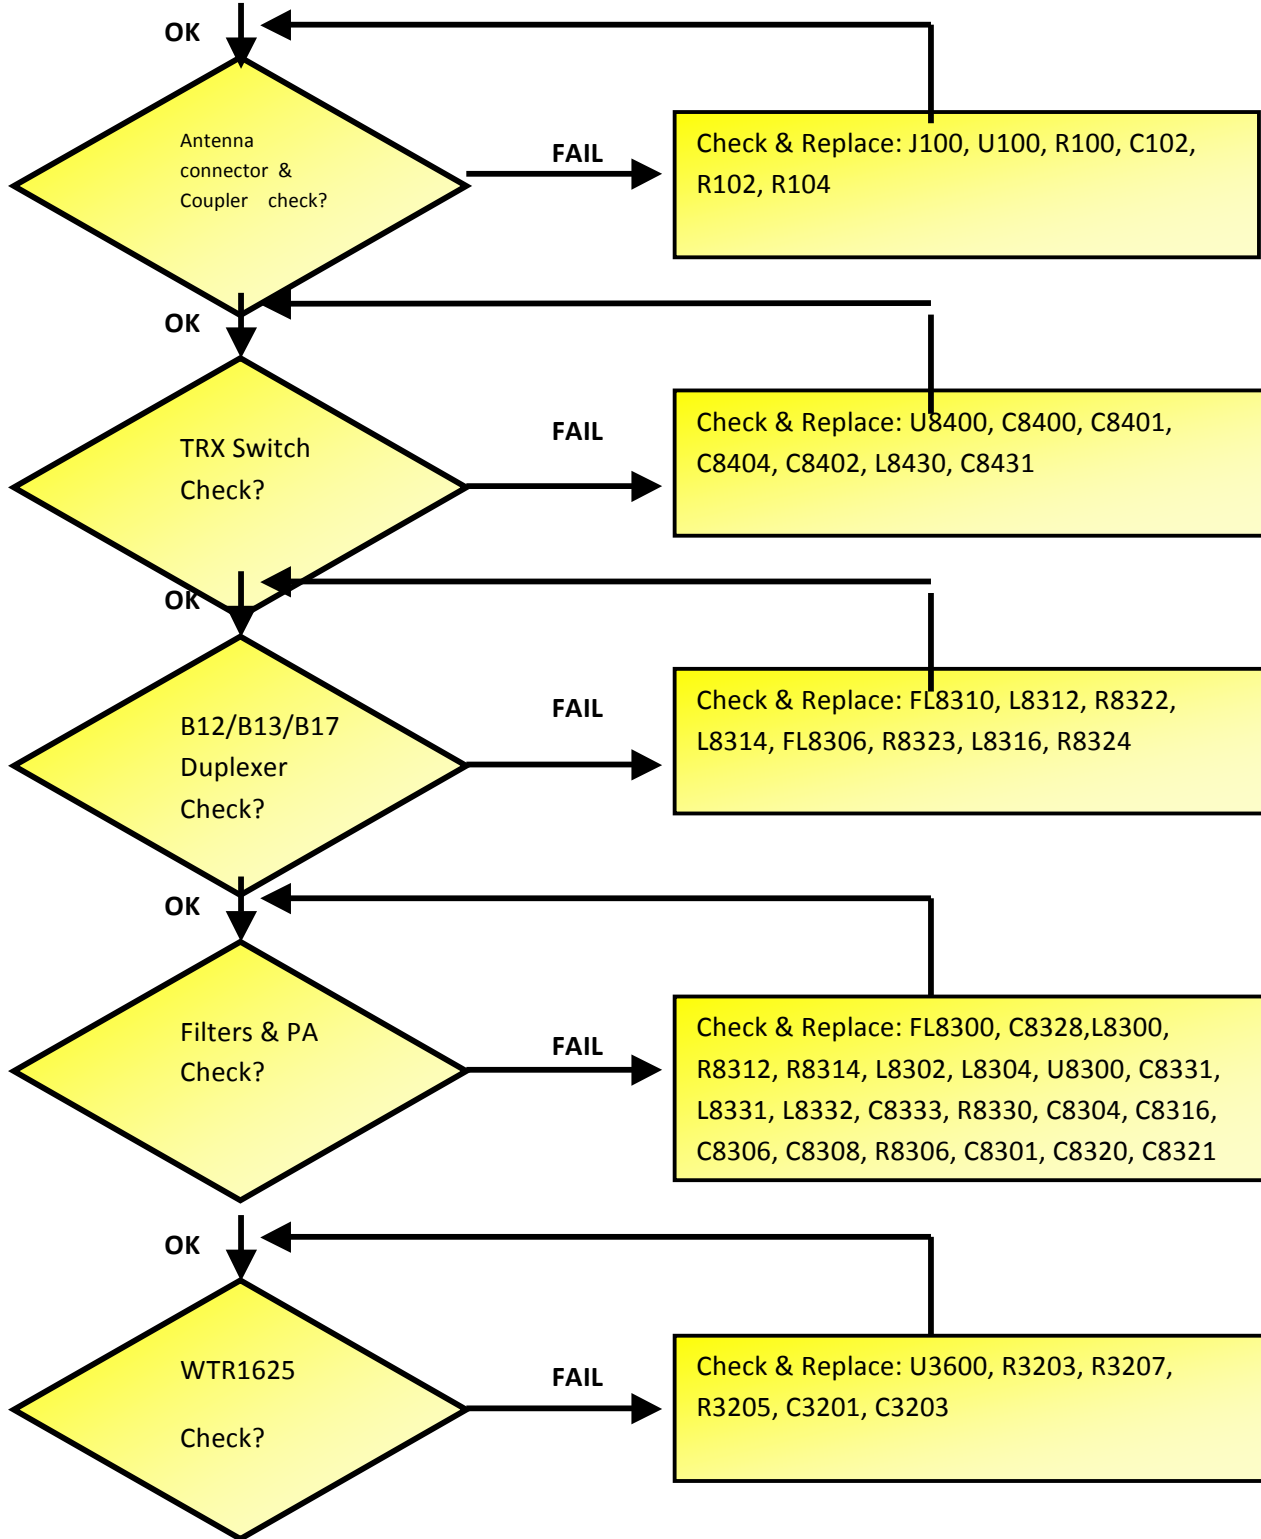 OK
Antenna
connector &
Coupler check?
FAIL
Check & Replace: J100, U100, R100, C102,
R102, R104
OK
TRX Switch
Check?
FAIL
Check & Replace: U8400, C8400, C8401,
C8404, C8402, L8430, C8431
OK
B12/B13/B17
Duplexer
Check?
FAIL
Check & Replace: FL8310, L8312, R8322,
L8314, FL8306, R8323, L8316, R8324
OK
Filters & PA
Check?
FAIL
Check & Replace: FL8300, C8328,L8300,
R8312, R8314, L8302, L8304, U8300, C8331,
L8331, L8332, C8333, R8330, C8304, C8316,
C8306, C8308, R8306, C8301, C8320, C8321
OK
WTR1625
Check?
FAIL
Check & Replace: U3600, R3203, R3207,
R3205, C3201, C3203